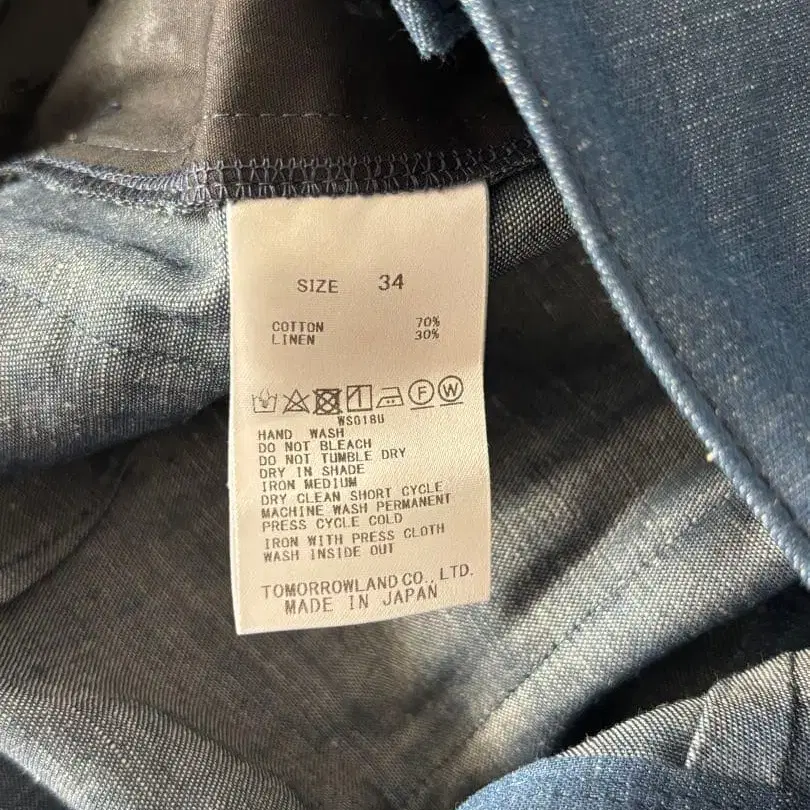 SIZE 34
COTTON 70%
LINEN 30%
F W
WS018U
HAND WASH
DO NOT BLEACH
DO NOT TUMBLE DRY
DRY IN SHADE
IRON MEDIUM
DRY CLEAN SHORT CYCLE
MACHINE WASH PERMANENT
PRESS CYCLE COLD
IRON WITH PRESS CLOTH
WASH INSIDE OUT
TOMORROWLAND CO., LTD.
MADE IN JAPAN